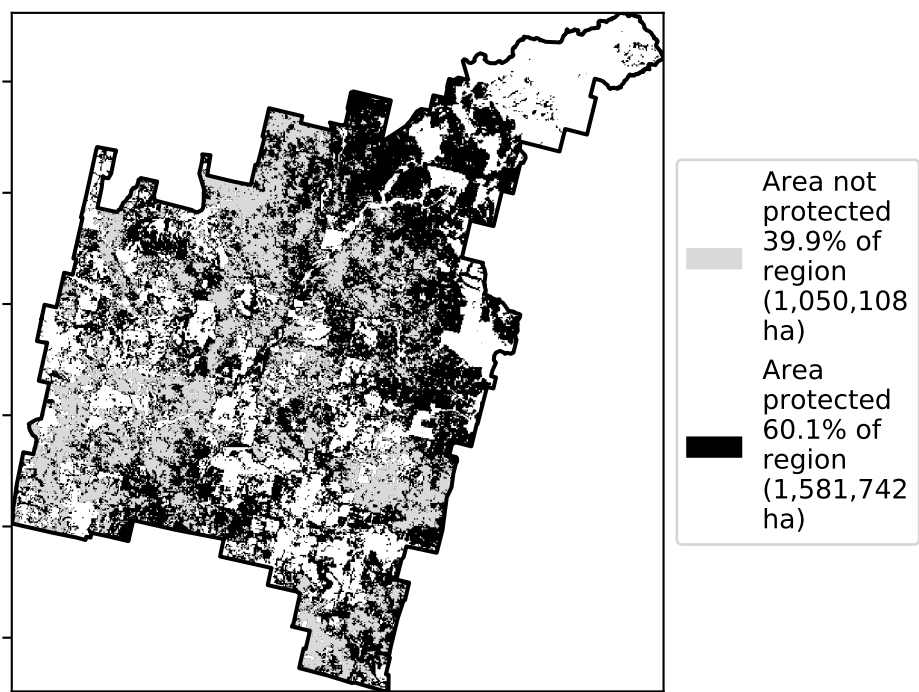 Area not
protected
39.9% of
region
(1,050,108
ha)
Area
protected
60.1% of
region
(1,581,742
ha)